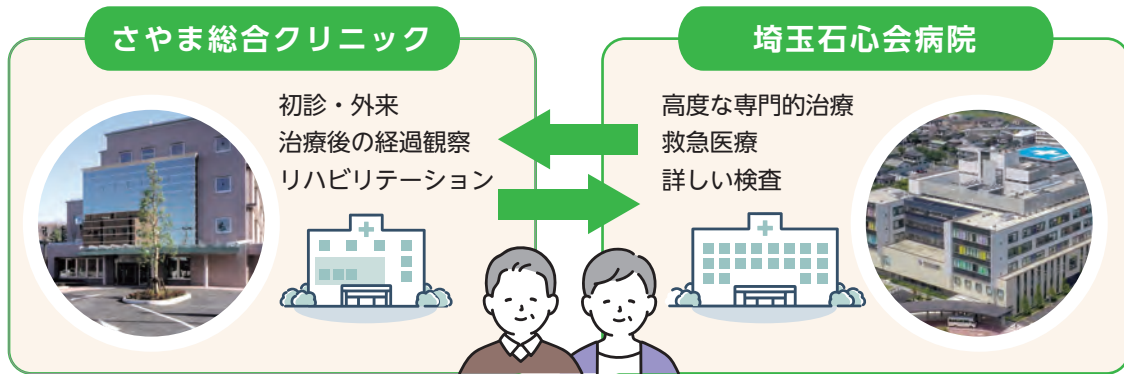 さやま総合クリニック
初診・外来
治療後の経過観察
リハビリテーション
埼玉石心会病院
高度な専門的治療
救急医療
詳しい検査